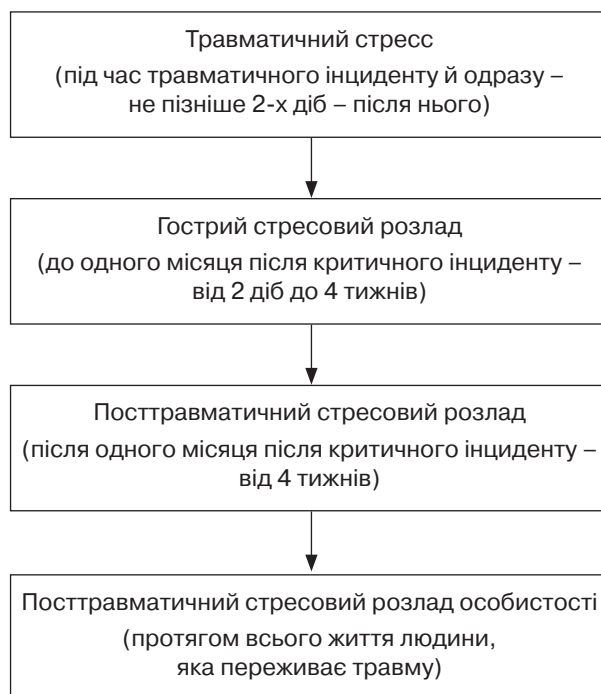 Травматичний стресс
(під час травматичного інциденту й одразу –
не пізніше 2-х діб – після нього)
Гострий стресовий розлад
(до одного місяця після критичного інциденту –
від 2 діб до 4 тижнів)
Посттравматичний стресовий розлад
(після одного місяця після критичного інциденту –
від 4 тижнів)
Посттравматичний стресовий розлад особистості
(протягом всього життя людини,
яка переживає травму)